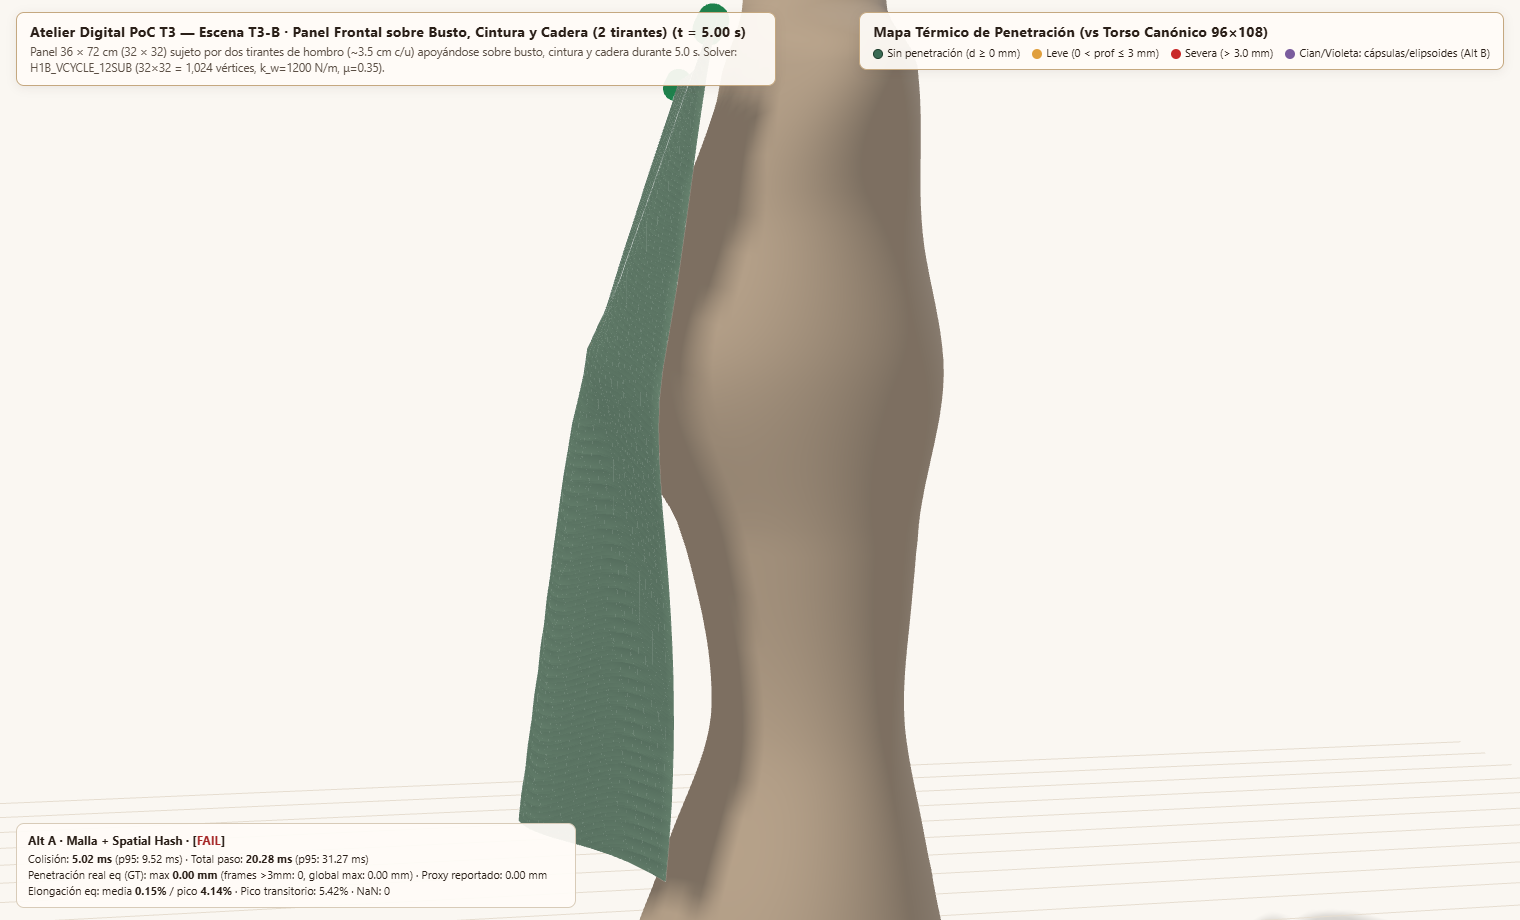 Atelier Digital PoC T3 — Escena T3-B · Panel Frontal sobre Busto, Cintura y Cadera (2 tirantes) (t = 5.00 s)
Panel 36 × 72 cm (32 × 32) sujeto por dos tirantes de hombro (~3.5 cm c/u) apoyándose sobre busto, cintura y cadera durante 5.0 s. Solver:
H1B_VCYCLE_12SUB (32×32 = 1,024 vértices, k_w=1200 N/m, μ=0.35).
Mapa Térmico de Penetración (vs Torso Canónico 96×108)
Sin penetración (d ≥ 0 mm) Leve (0 < prof ≤ 3 mm) Severa (> 3.0 mm) Cian/Violeta: cápsulas/elipsoides (Alt B)
Alt A · Malla + Spatial Hash · [FAIL]
Colisión: 5.02 ms (p95: 9.52 ms) · Total paso: 20.28 ms (p95: 31.27 ms)
Penetración real eq (GT): max 0.00 mm (frames >3mm: 0, global max: 0.00 mm) · Proxy reportado: 0.00 mm
Elongación eq: media 0.15% / pico 4.14% · Pico transitorio: 5.42% · NaN: 0